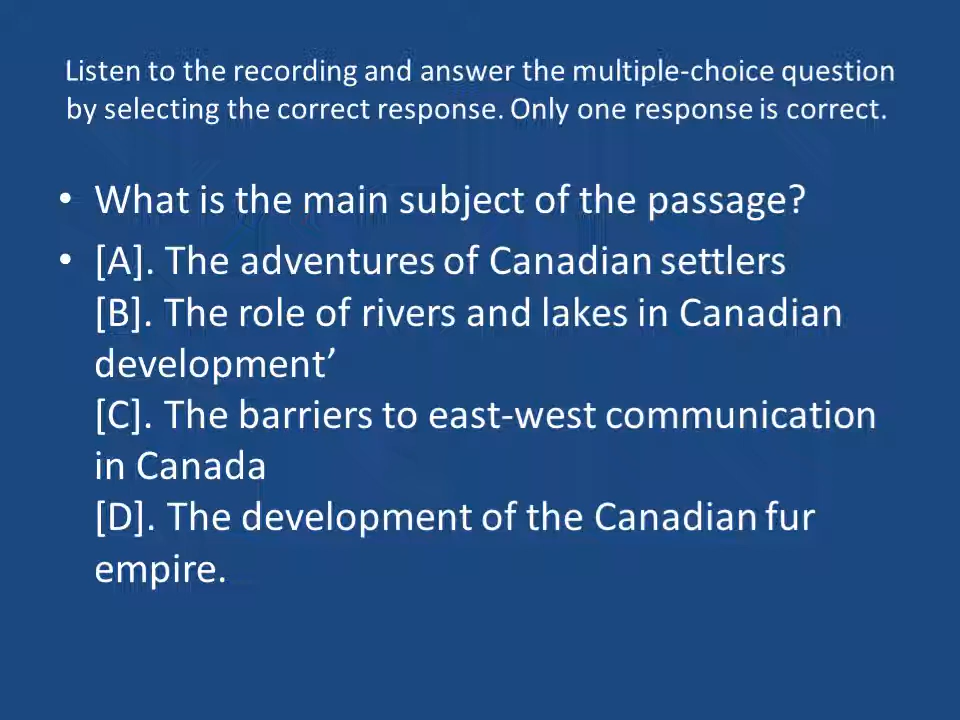 Listen to the recording and answer the multiple-choice question
by selecting the correct response. Only one response is correct.
• What is the main subject of the passage?
• [A]. The adventures of Canadian settlers
[B]. The role of rivers and lakes in Canadian
development’
[C]. The barriers to east-west communication
in Canada
[D]. The development of the Canadian fur
empire.